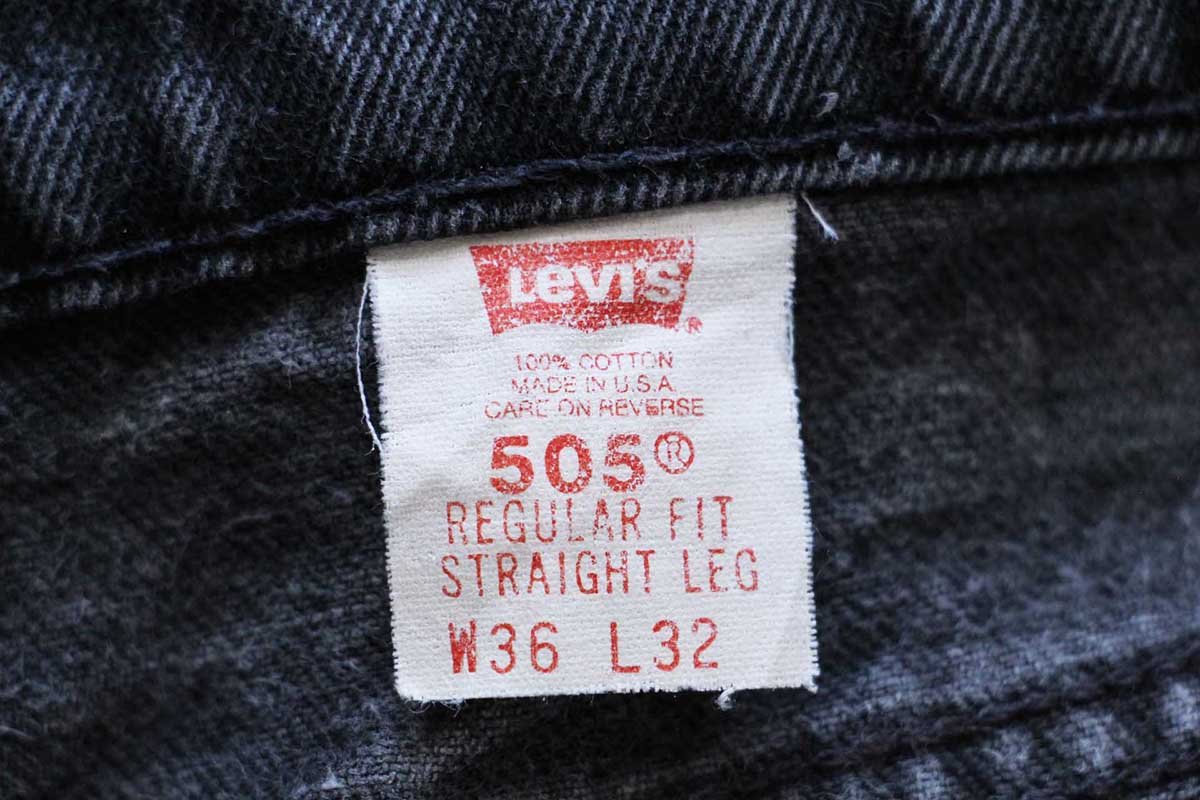 Levi's®
100% COTTON
MADE IN U.S.A.
CARE ON REVERSE
505®
REGULAR FIT
STRAIGHT LEG
W36 L32